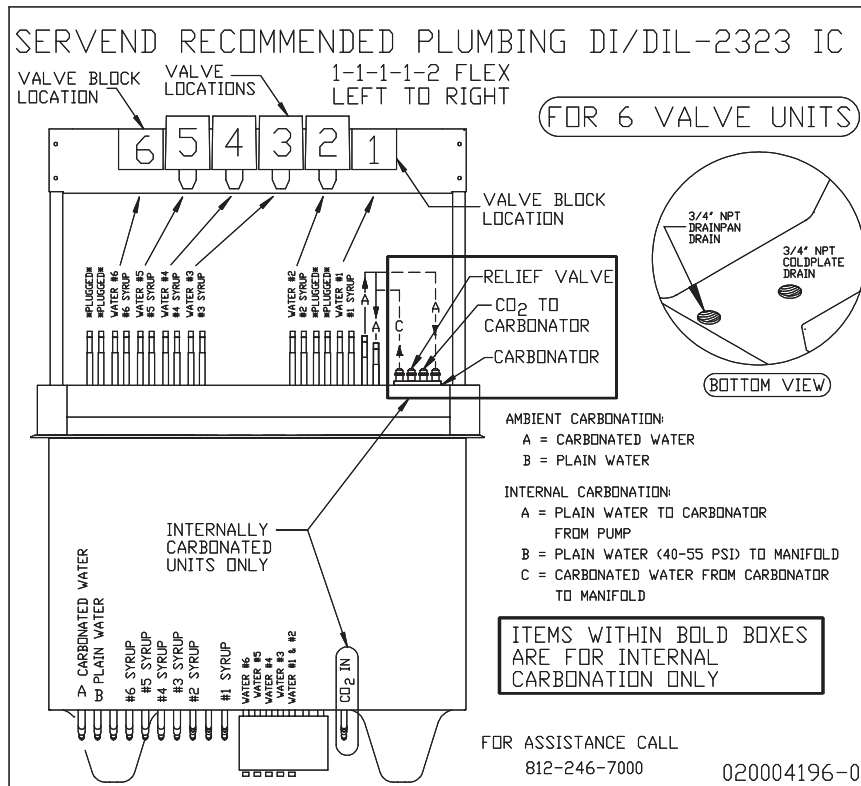 SERVEND RECOMMENDED PLUMBING DI/DIL-2323 IC
VALVE BLOCK
LOCATION
VALVE
LOCATIONS
1-1-1-1-2 FLEX
LEFT TO RIGHT
FOR 6 VALVE UNITS
6
5
4
3
2
1
VALVE BLOCK
LOCATION
3/4" NPT
DRAINPAN
DRAIN
3/4" NPT
COLDPLATE
DRAIN
BOTTOM VIEW
*PLUGGED*
*PLUGGED*
WATER #6
#6 SYRUP
WATER #5
#5 SYRUP
WATER #4
#4 SYRUP
WATER #3
#3 SYRUP
WATER #2
#2 SYRUP
*PLUGGED*
*PLUGGED*
WATER #1
#1 SYRUP
A
A
C
A
RELIEF VALVE
CO2 TO
CARBONATOR
CARBONATOR
AMBIENT CARBONATION:
A = CARBONATED WATER
B = PLAIN WATER
INTERNAL CARBONATION:
A = PLAIN WATER TO CARBONATOR
FROM PUMP
B = PLAIN WATER (40-55 PSI) TO MANIFOLD
C = CARBONATED WATER FROM CARBONATOR
TO MANIFOLD
INTERNALLY
CARBONATED
UNITS ONLY
A CARBONATED WATER
B PLAIN WATER
#6 SYRUP
#5 SYRUP
#4 SYRUP
#3 SYRUP
#2 SYRUP
#1 SYRUP
WATER #6
WATER #5
WATER #4
WATER #3
WATER #1 & #2
CO2 IN
ITEMS WITHIN BOLD BOXES
ARE FOR INTERNAL
CARBONATION ONLY
FOR ASSISTANCE CALL
812-246-7000
020004196-0